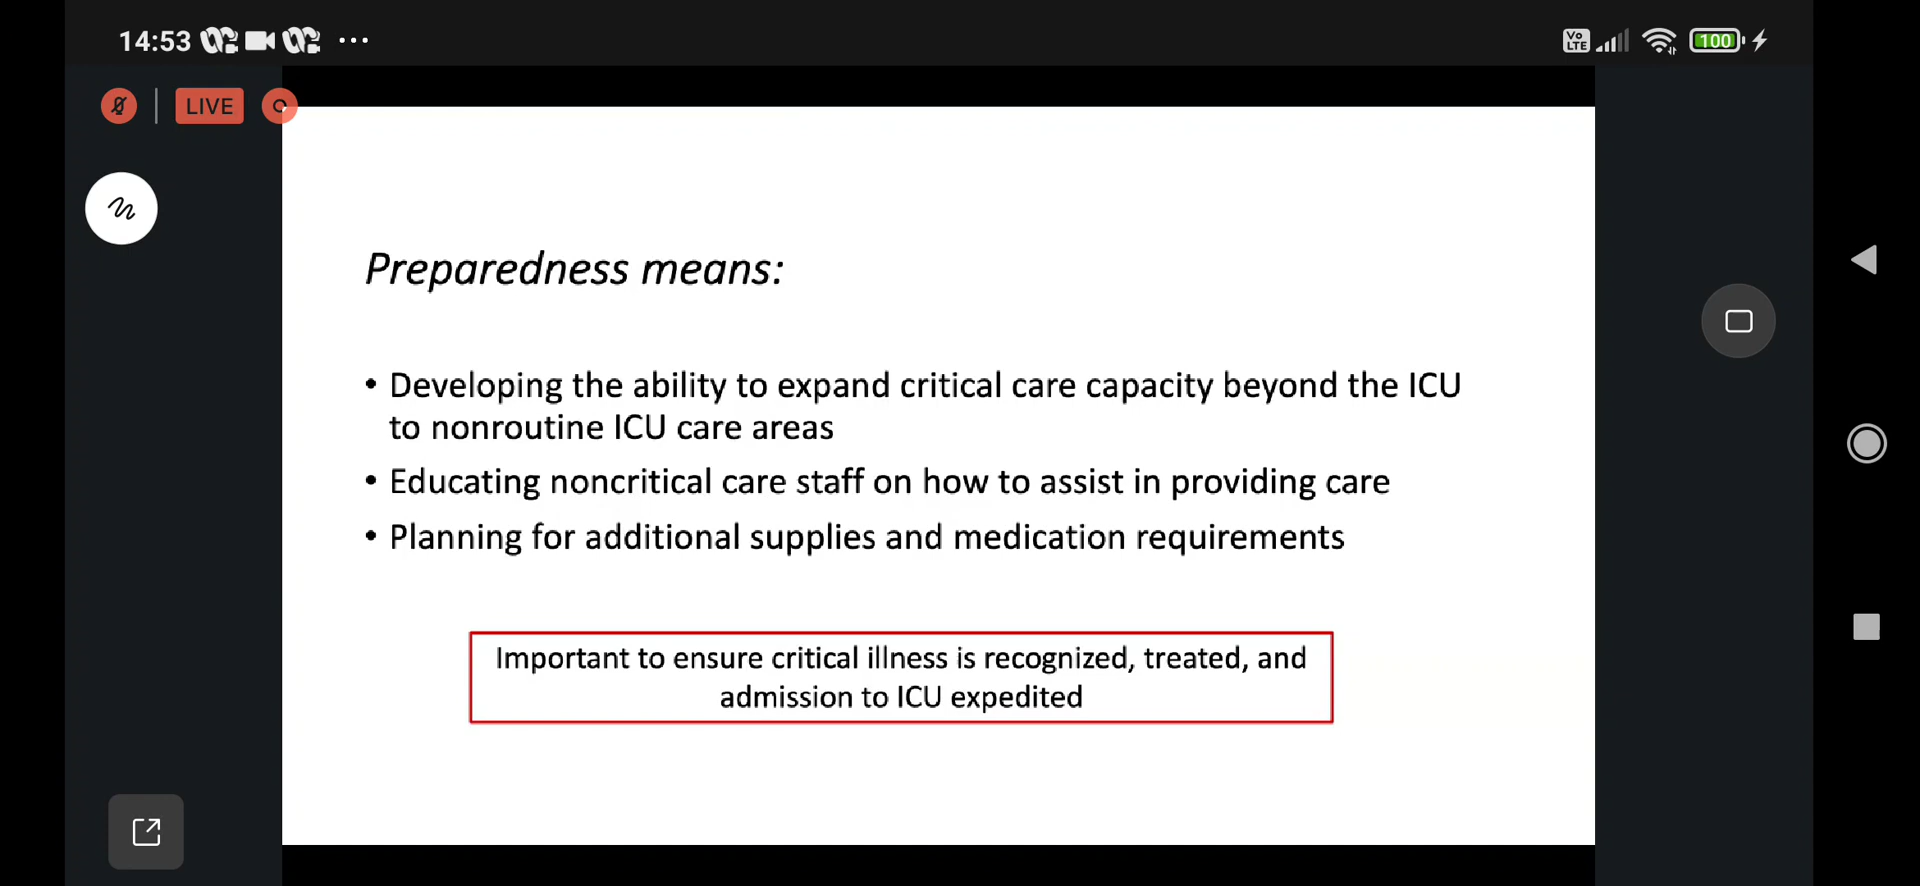 14:53
Vo LTE
100
LIVE
Preparedness means:
• Developing the ability to expand critical care capacity beyond the ICU
to nonroutine ICU care areas
• Educating noncritical care staff on how to assist in providing care
• Planning for additional supplies and medication requirements
Important to ensure critical illness is recognized, treated, and
admission to ICU expedited